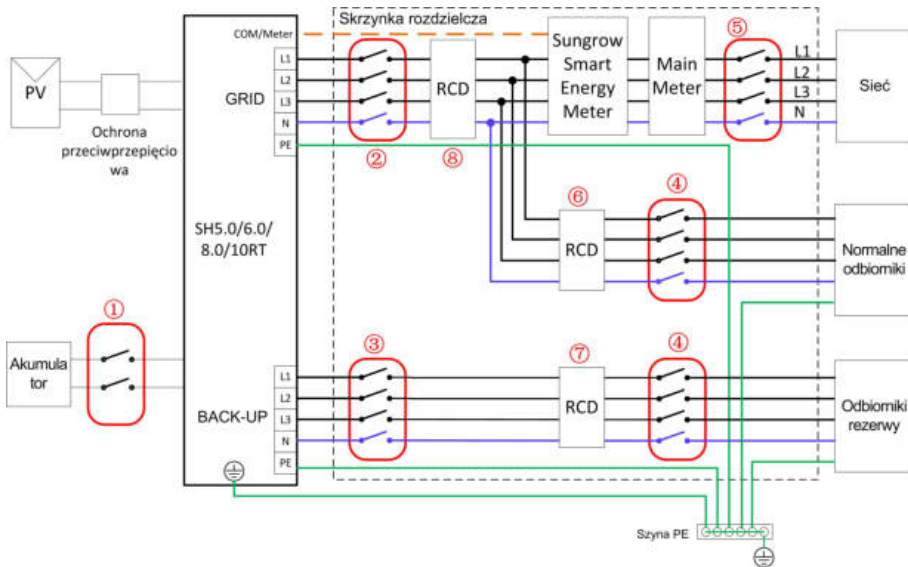 Skrzynka rozdzielcza
COM/Meter
L1
L2
L3
N
PE
GRID
PV
Ochrona
przeciwprzepięcio
wa
②
RCD
⑧
Sungrow
Smart
Energy
Meter
Main
Meter
⑤
L1
L2
L3
N
Sieć
SH5.0/6.0/
8.0/10RT
⑥
RCD
④
Normalne
odbiorniki
①
Akumula
tor
BACK-UP
L1
L2
L3
N
PE
③
⑦
RCD
④
Odbiorniki
rezerwy
Szyna PE